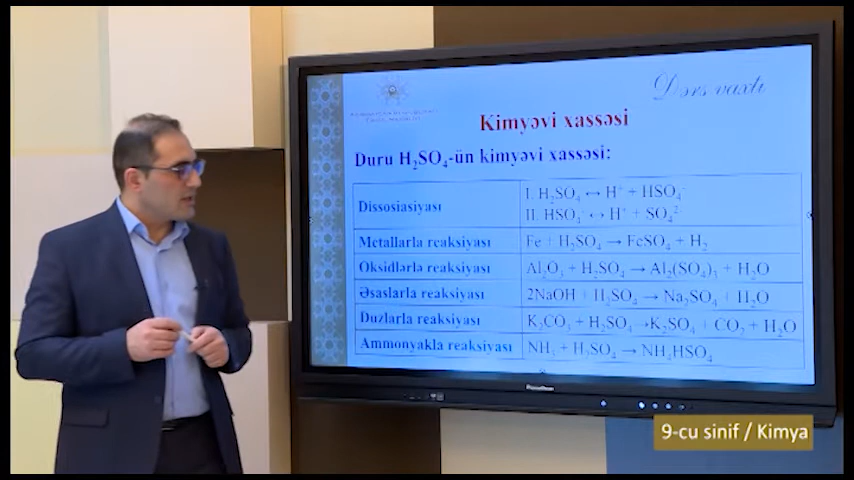 Dərs vaxtı
Kimyəvi xassəsi
Duru H₂SO₄-ün kimyəvi xassəsi:
Dissosiasiyası
I. H₂SO₄ ↔ H⁺ + HSO₄⁻
II. HSO₄⁻ ↔ H⁺ + SO₄²⁻
Metallarla reaksiyası Fe + H₂SO₄ → FeSO₄ + H₂
Oksidlərlə reaksiyası Al₂O₃ + H₂SO₄ → Al₂(SO₄)₃ + H₂O
Əsaslarla reaksiyası 2NaOH + H₂SO₄ → Na₂SO₄ + H₂O
Duzlarla reaksiyası K₂CO₃ + H₂SO₄ →K₂SO₄ + CO₂ + H₂O
Ammonyakla reaksiyası NH₃ + H₂SO₄ → NH₄HSO₄
Promethean
9-cu sinif / Kimya